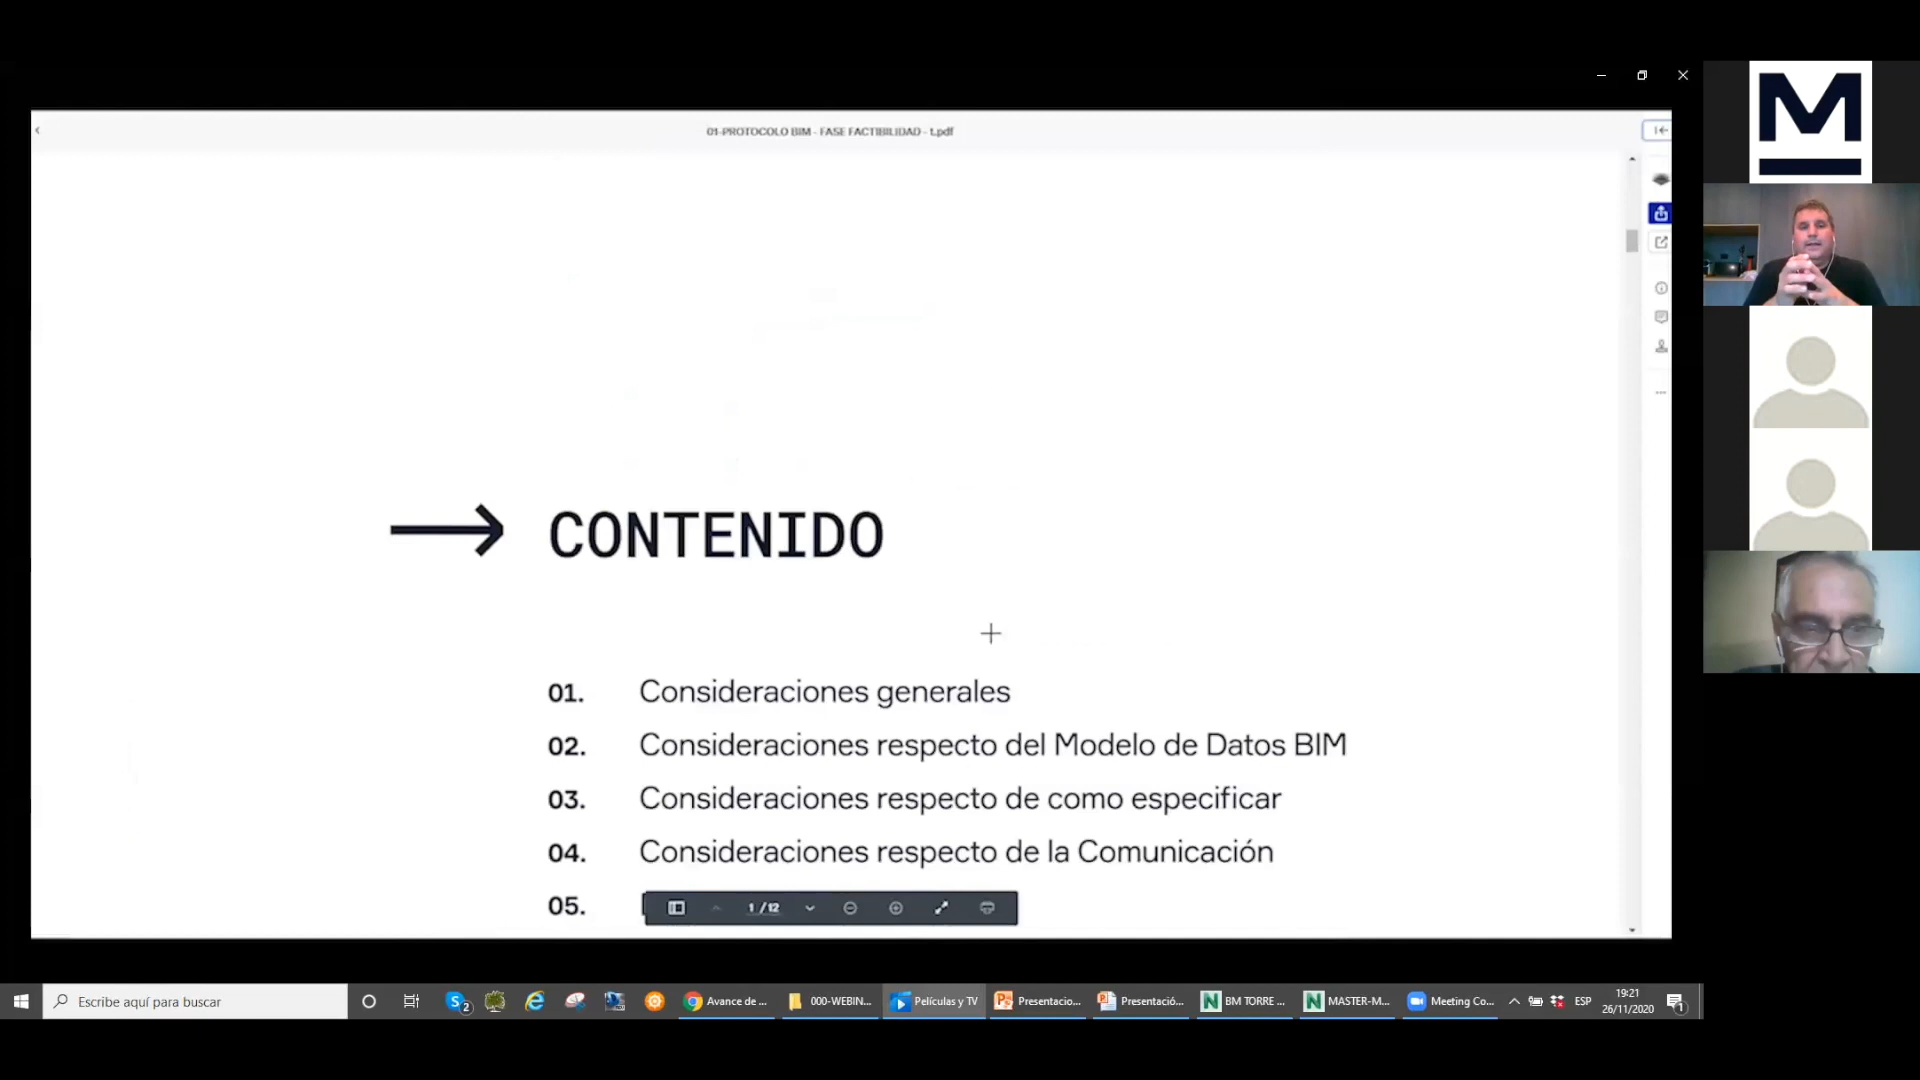 01-PROTOCOLO BIM - FASE FACTIBILIDAD - t.pdf
M
CONTENIDO
01. Consideraciones generales
02. Consideraciones respecto del Modelo de Datos BIM
03. Consideraciones respecto de como especificar
04. Consideraciones respecto de la Comunicación
05.
1 / 12
Escribe aquí para buscar
2
Avance de ...
000-WEBIN...
Películas y TV
Presentacio...
Presentació...
BM TORRE ...
MASTER-M...
Meeting Co...
ESP
19:21
26/11/2020
1